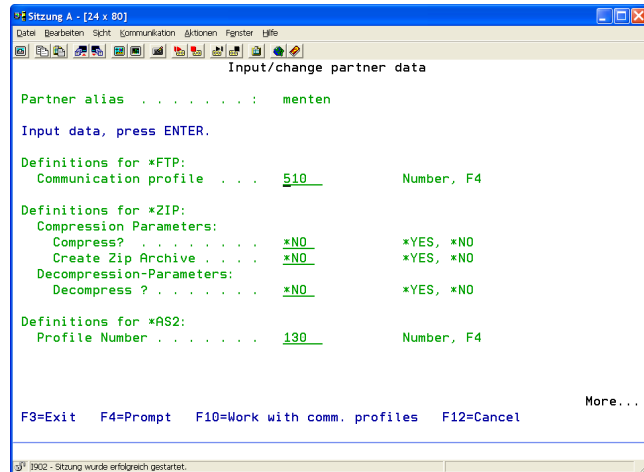 Sitzung A - [24 x 80]
Datei Bearbeiten Sicht Kommunikation Aktionen Fenster Hilfe
Input/change partner data
Partner alias . . . . . . . : menten
Input data, press ENTER.
Definitions for *FTP:
Communication profile . . . 510 Number, F4
Definitions for *ZIP:
Compression Parameters:
Compress? . . . . . . . . *NO *YES, *NO
Create Zip Archive . . . . *NO *YES, *NO
Decompression-Parameters:
Decompress ? . . . . . . . *NO *YES, *NO
Definitions for *AS2:
Profile Number . . . . . . . 130 Number, F4
More...
F3=Exit F4=Prompt F10=Work with comm. profiles F12=Cancel
I902 - Sitzung wurde erfolgreich gestartet.